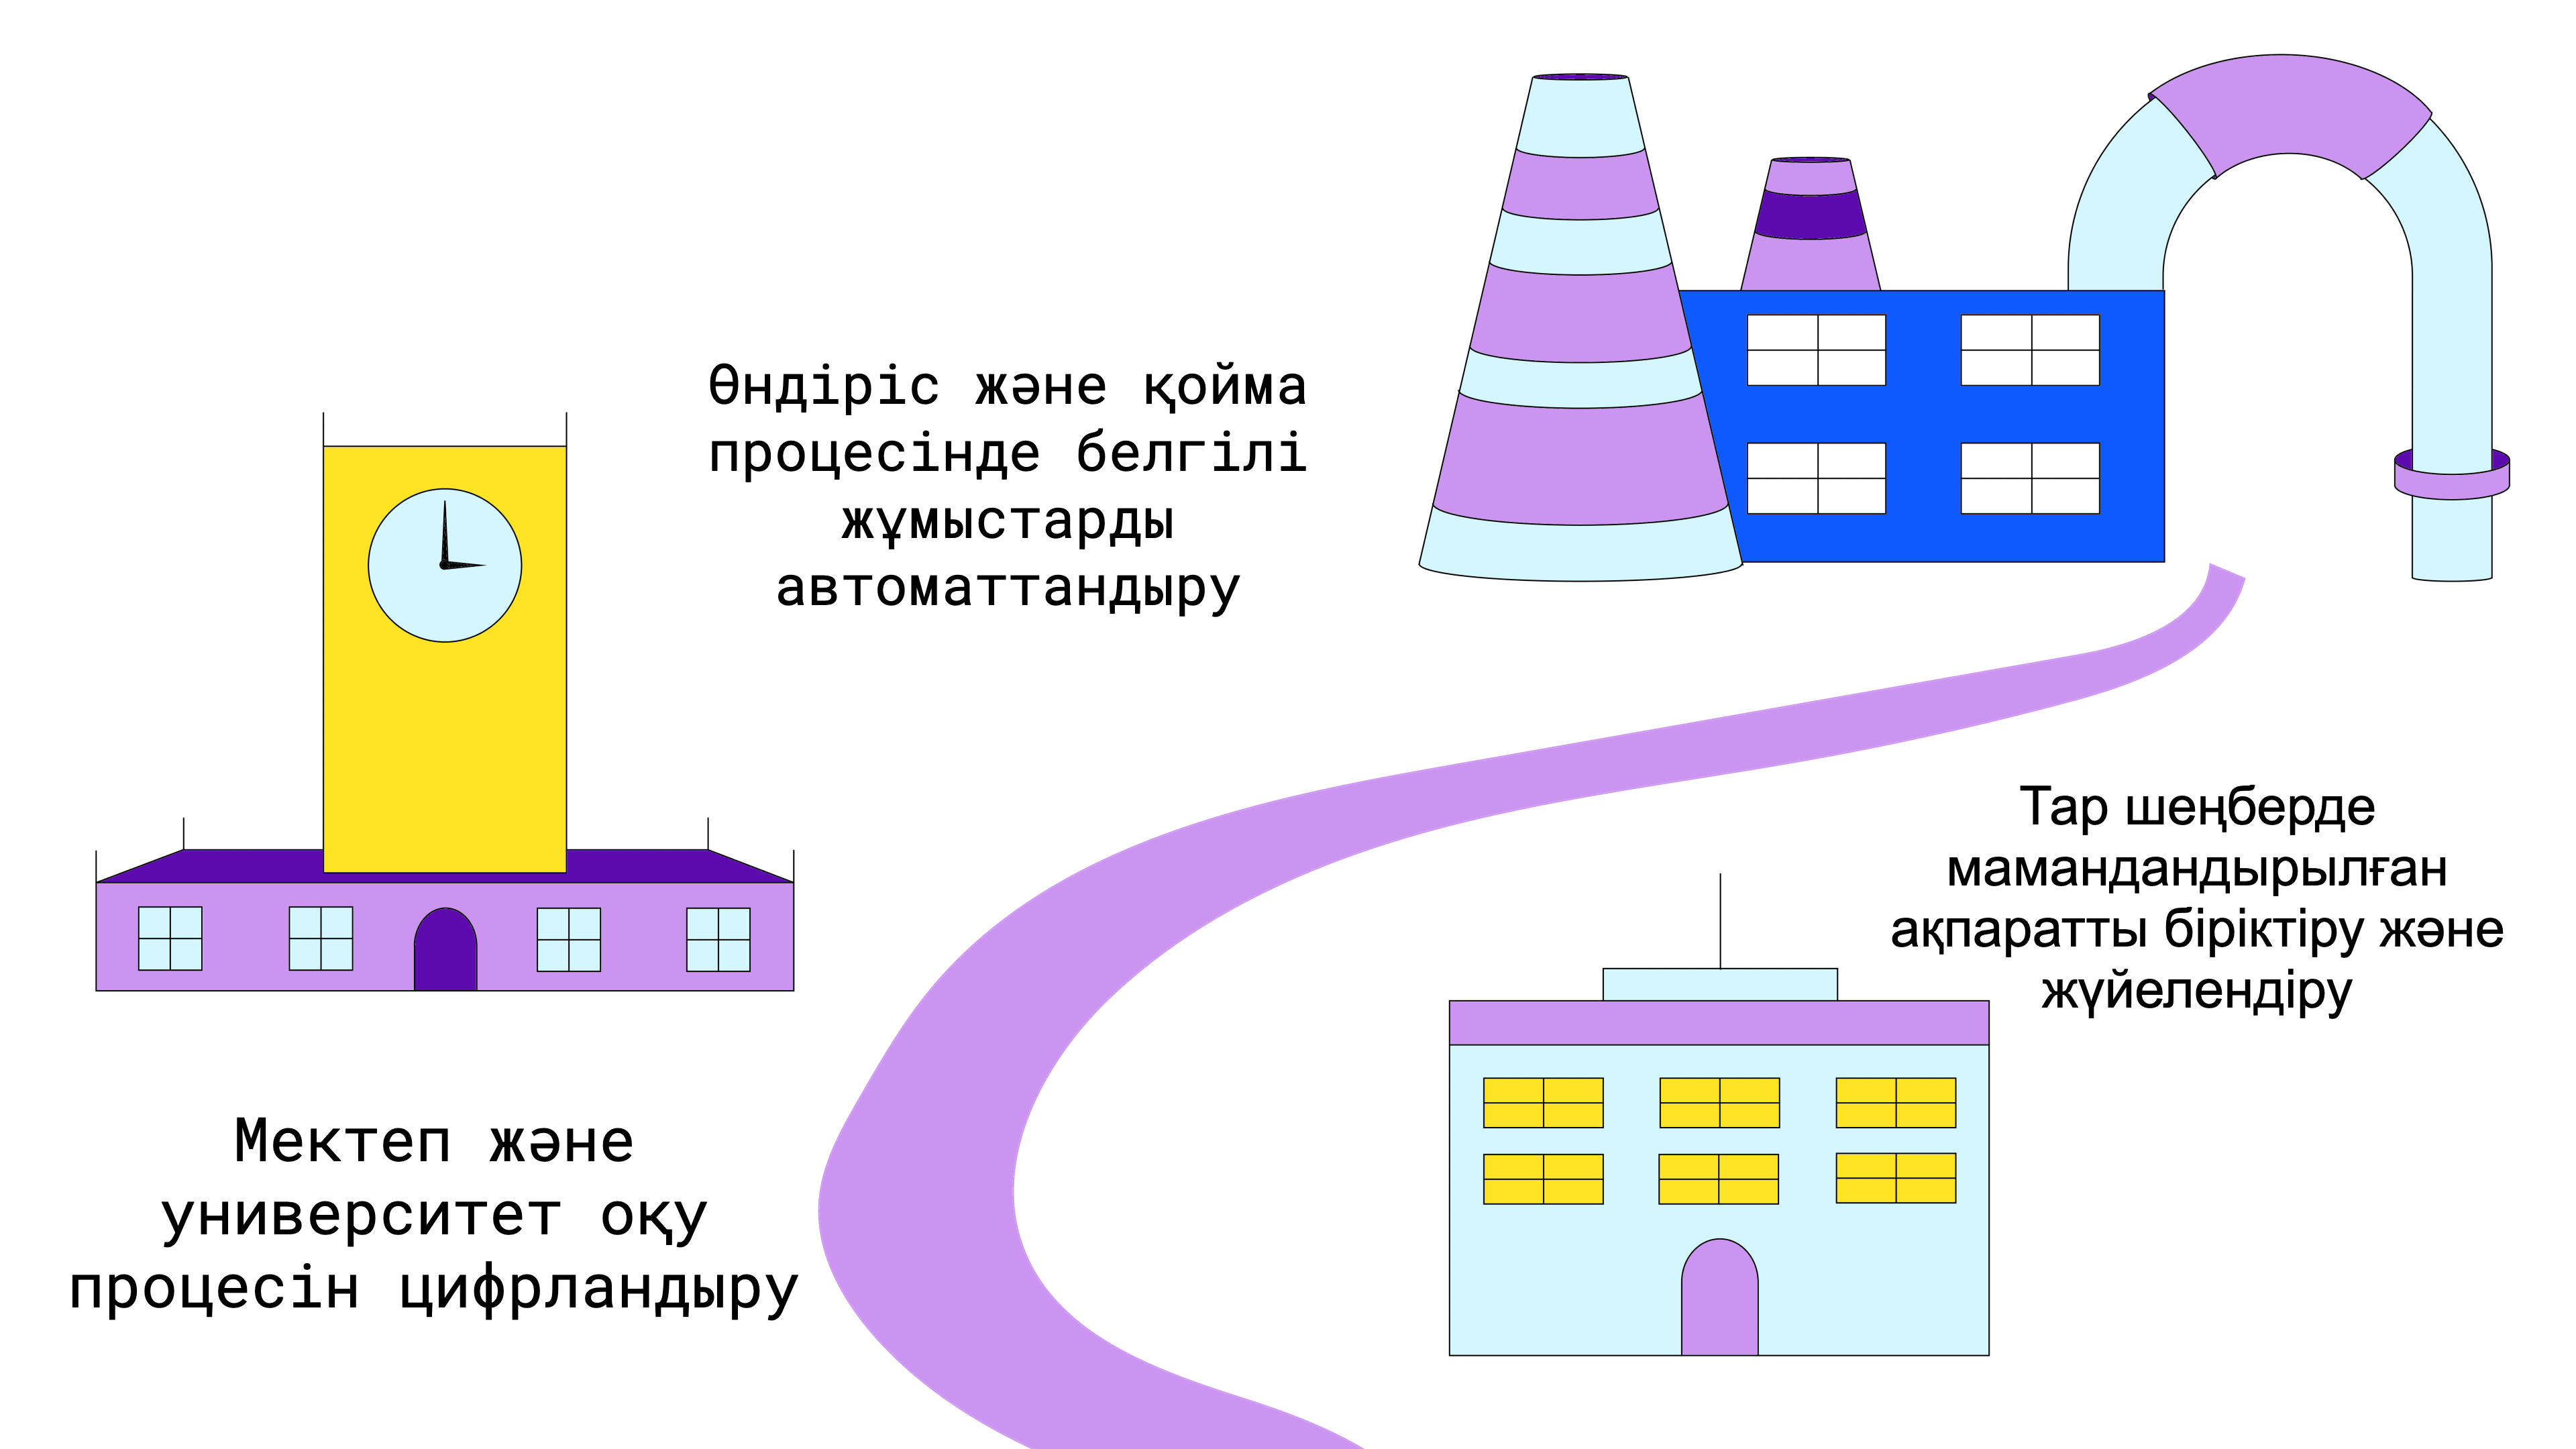 Өндіріс және қойма
процесінде белгілі
жұмыстарды
автоматтандыру
Тар шеңберде
мамандандырылған
ақпаратты біріктіру және
жүйелендіру
Мектеп және
университет оқу
процесін цифрландыру